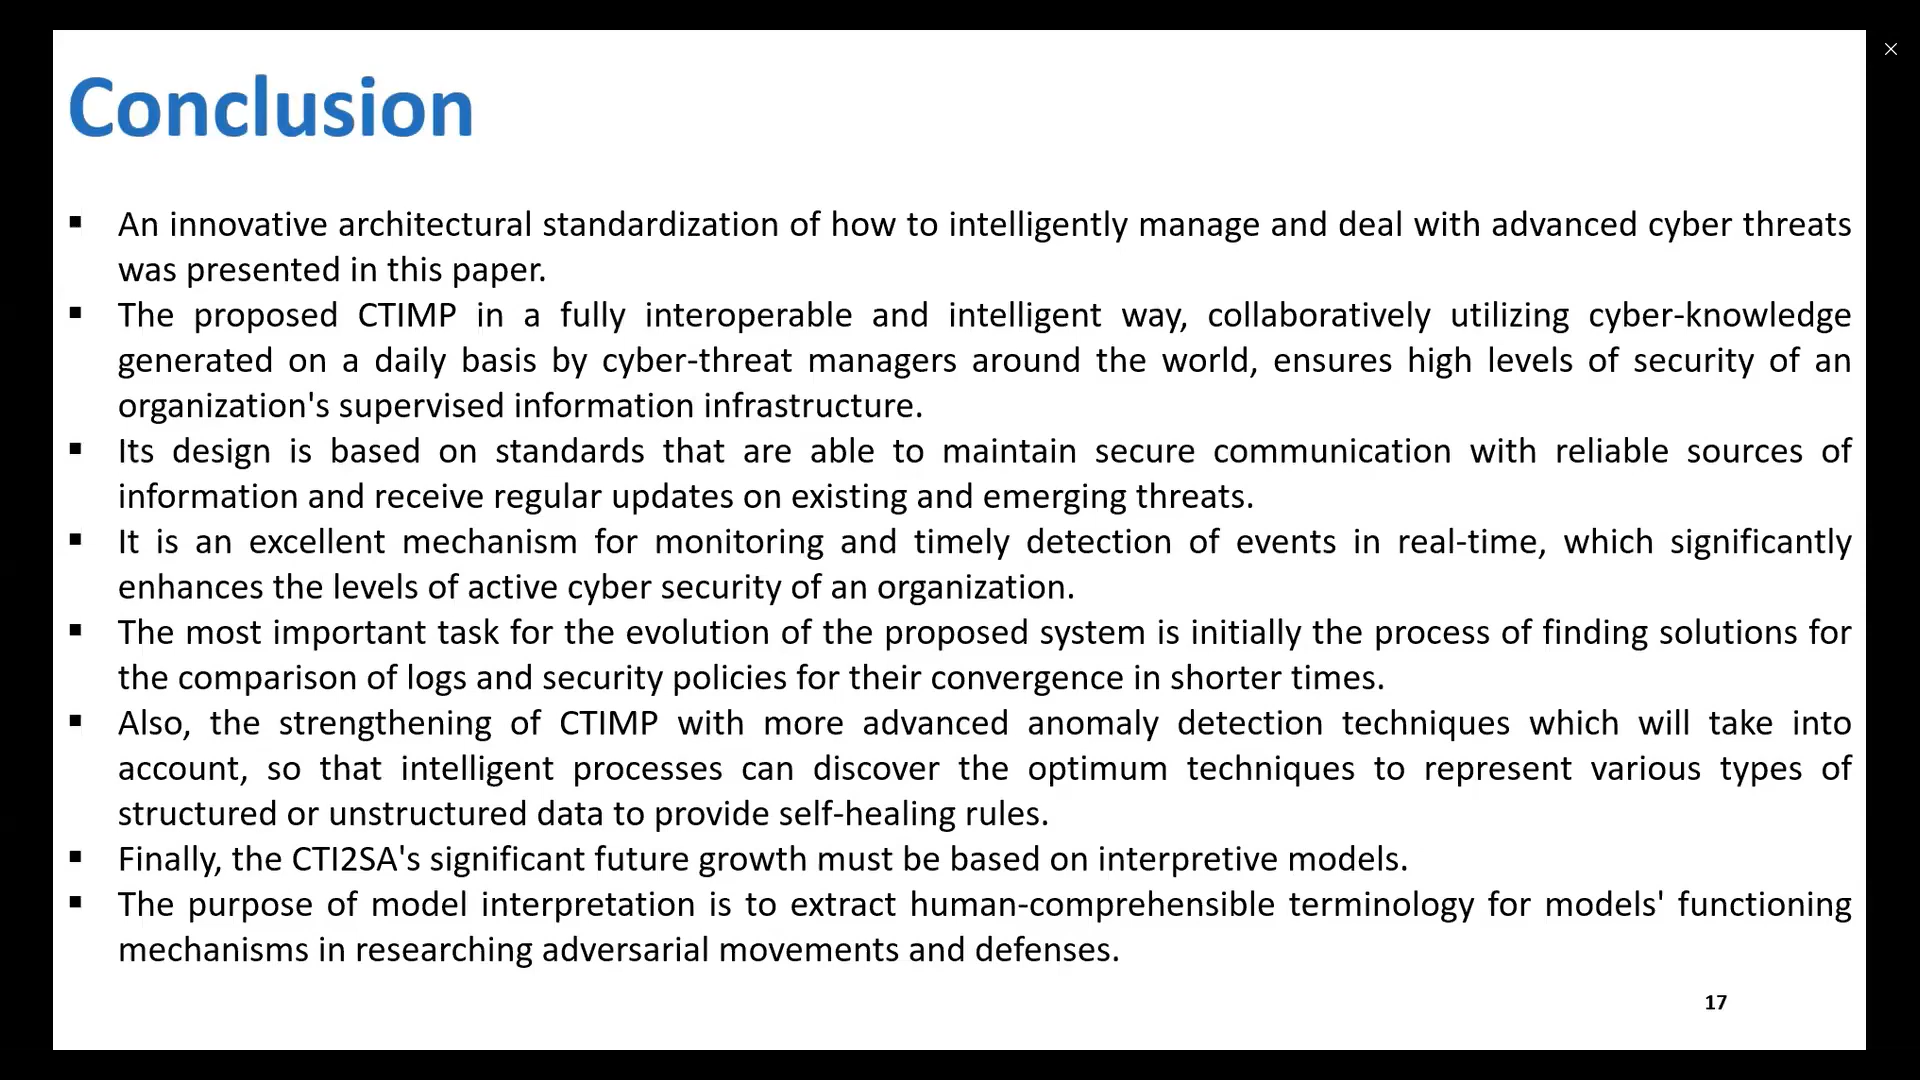 Conclusion
▪ An innovative architectural standardization of how to intelligently manage and deal with advanced cyber threats
was presented in this paper.
▪ The proposed CTIMP in a fully interoperable and intelligent way, collaboratively utilizing cyber-knowledge
generated on a daily basis by cyber-threat managers around the world, ensures high levels of security of an
organization's supervised information infrastructure.
▪ Its design is based on standards that are able to maintain secure communication with reliable sources of
information and receive regular updates on existing and emerging threats.
▪ It is an excellent mechanism for monitoring and timely detection of events in real-time, which significantly
enhances the levels of active cyber security of an organization.
▪ The most important task for the evolution of the proposed system is initially the process of finding solutions for
the comparison of logs and security policies for their convergence in shorter times.
▪ Also, the strengthening of CTIMP with more advanced anomaly detection techniques which will take into
account, so that intelligent processes can discover the optimum techniques to represent various types of
structured or unstructured data to provide self-healing rules.
▪ Finally, the CTI2SA's significant future growth must be based on interpretive models.
▪ The purpose of model interpretation is to extract human-comprehensible terminology for models' functioning
mechanisms in researching adversarial movements and defenses.
17